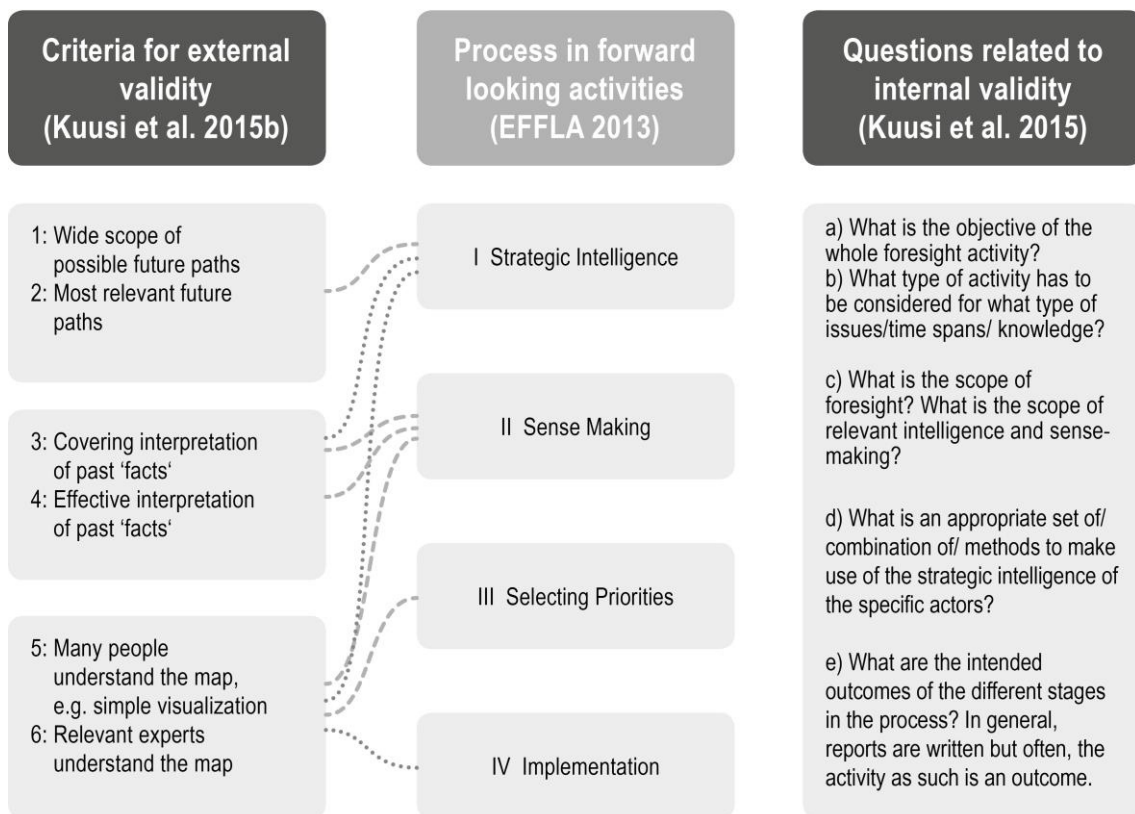 Criteria for external
validity
(Kuusi et al. 2015b)
Process in forward
looking activities
(EFFLA 2013)
Questions related to
internal validity
(Kuusi et al. 2015)
1: Wide scope of
possible future paths
2: Most relevant future
paths
3: Covering interpretation
of past ‘facts‘
4: Effective interpretation
of past ‘facts‘
5: Many people
understand the map,
e.g. simple visualization
6: Relevant experts
understand the map
I Strategic Intelligence
II Sense Making
III Selecting Priorities
IV Implementation
a) What is the objective of the
whole foresight activity?
b) What type of activity has to
be considered for what type of
issues/time spans/ knowledge?
c) What is the scope of
foresight? What is the scope of
relevant intelligence and sense-
making?
d) What is an appropriate set of/
combination of/ methods to make
use of the strategic intelligence of
the specific actors?
e) What are the intended
outcomes of the different stages
in the process? In general,
reports are written but often, the
activity as such is an outcome.